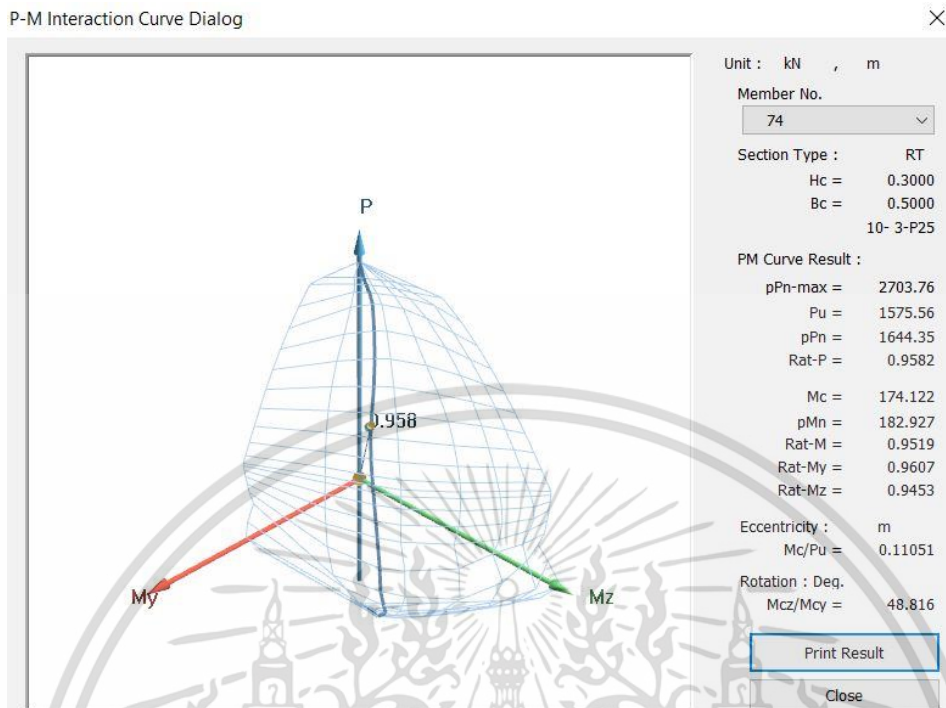 P-M Interaction Curve Dialog
P
0.958
My
Mz
Unit : kN , m
Member No.
74
Section Type : RT
Hc = 0.3000
Bc = 0.5000
10- 3-P25
PM Curve Result :
pPn-max = 2703.76
Pu = 1575.56
pPn = 1644.35
Rat-P = 0.9582
Mc = 174.122
pMn = 182.927
Rat-M = 0.9519
Rat-My = 0.9607
Rat-Mz = 0.9453
Eccentricity : m
Mc/Pu = 0.11051
Rotation : Deg.
Mcz/Mcy = 48.816
Print Result
Close